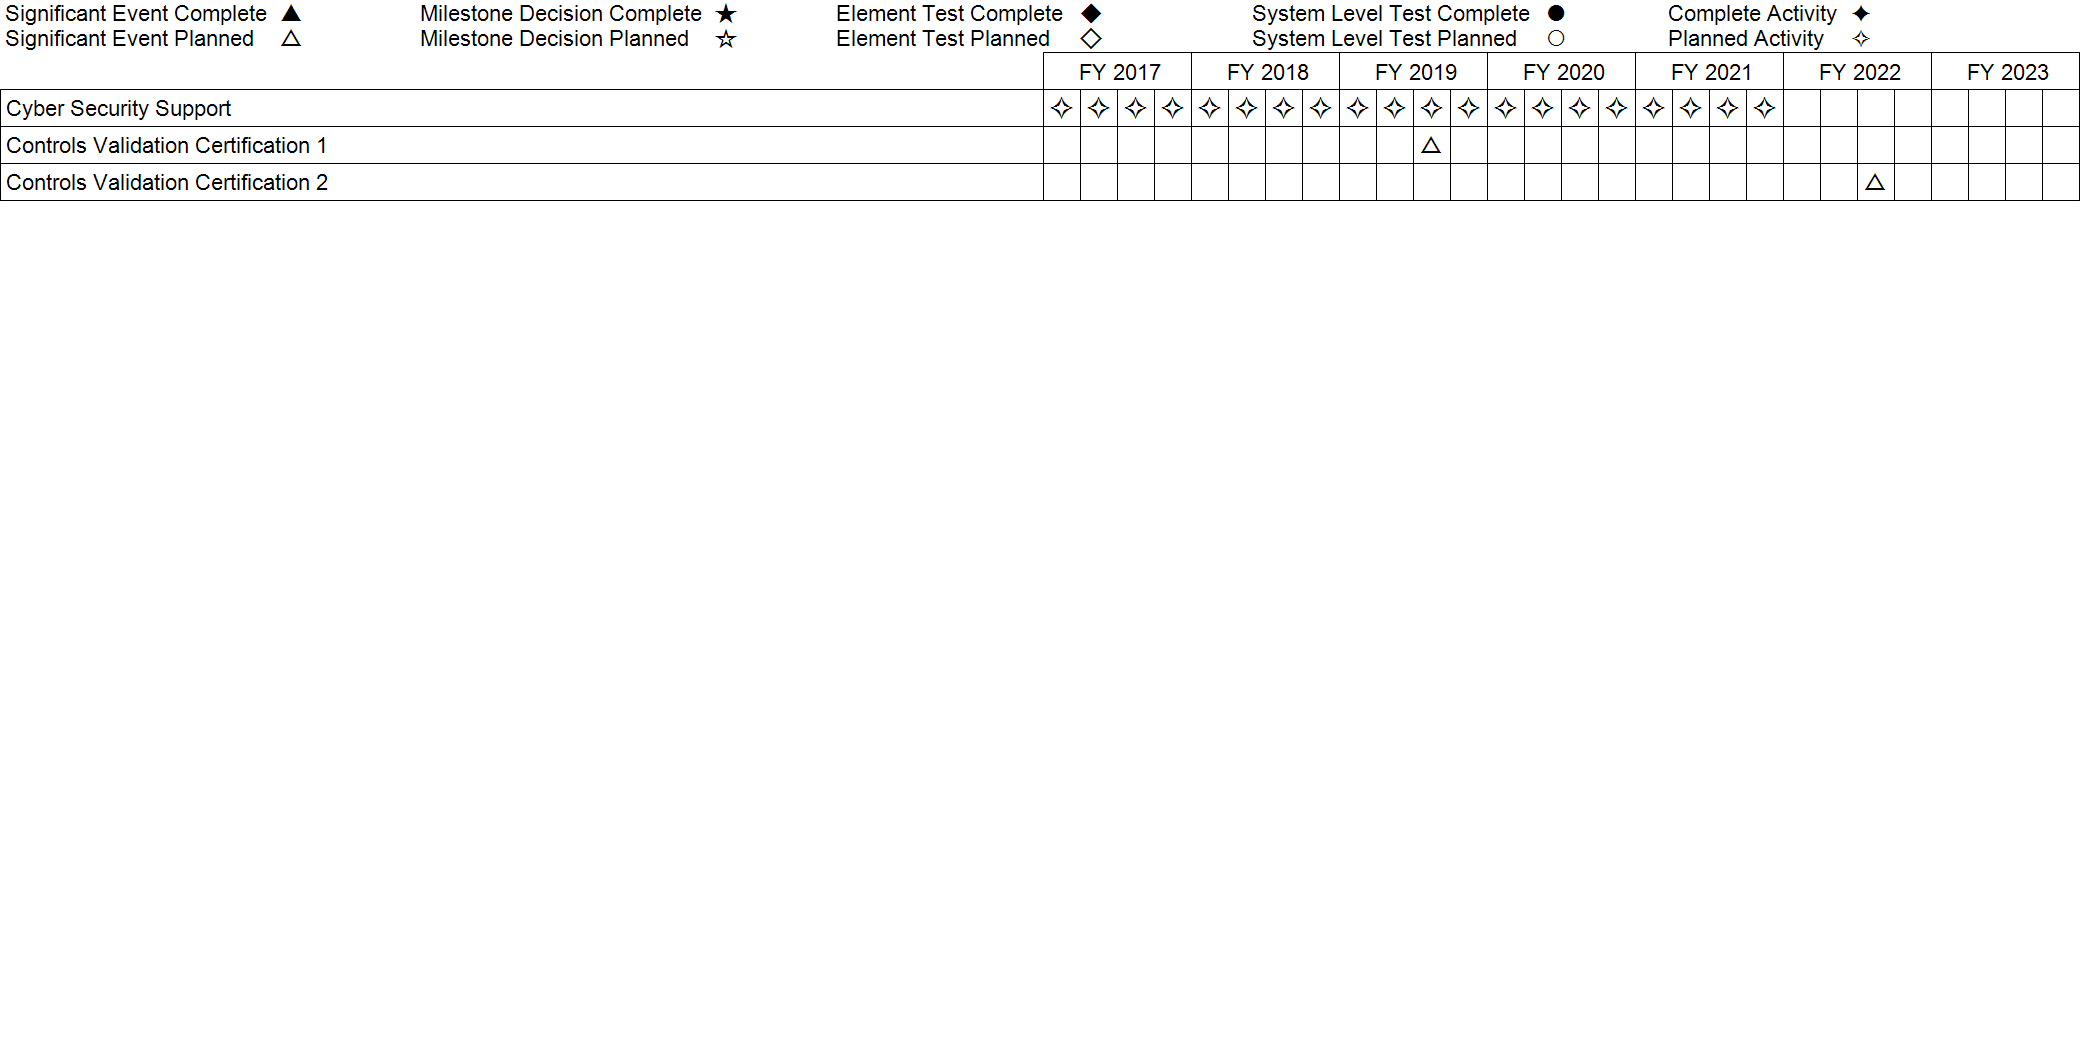 Significant Event Complete ▲ Milestone Decision Complete ★ Element Test Complete ◆ System Level Test Complete ● Complete Activity ✦
Significant Event Planned △ Milestone Decision Planned ☆ Element Test Planned ◇ System Level Test Planned ○ Planned Activity ✧
FY 2017 FY 2018 FY 2019 FY 2020 FY 2021 FY 2022 FY 2023
Cyber Security Support ✧ ✧ ✧ ✧ ✧ ✧ ✧ ✧ ✧ ✧ ✧ ✧ ✧ ✧ ✧ ✧ ✧ ✧ ✧ ✧
Controls Validation Certification 1 △
Controls Validation Certification 2 △